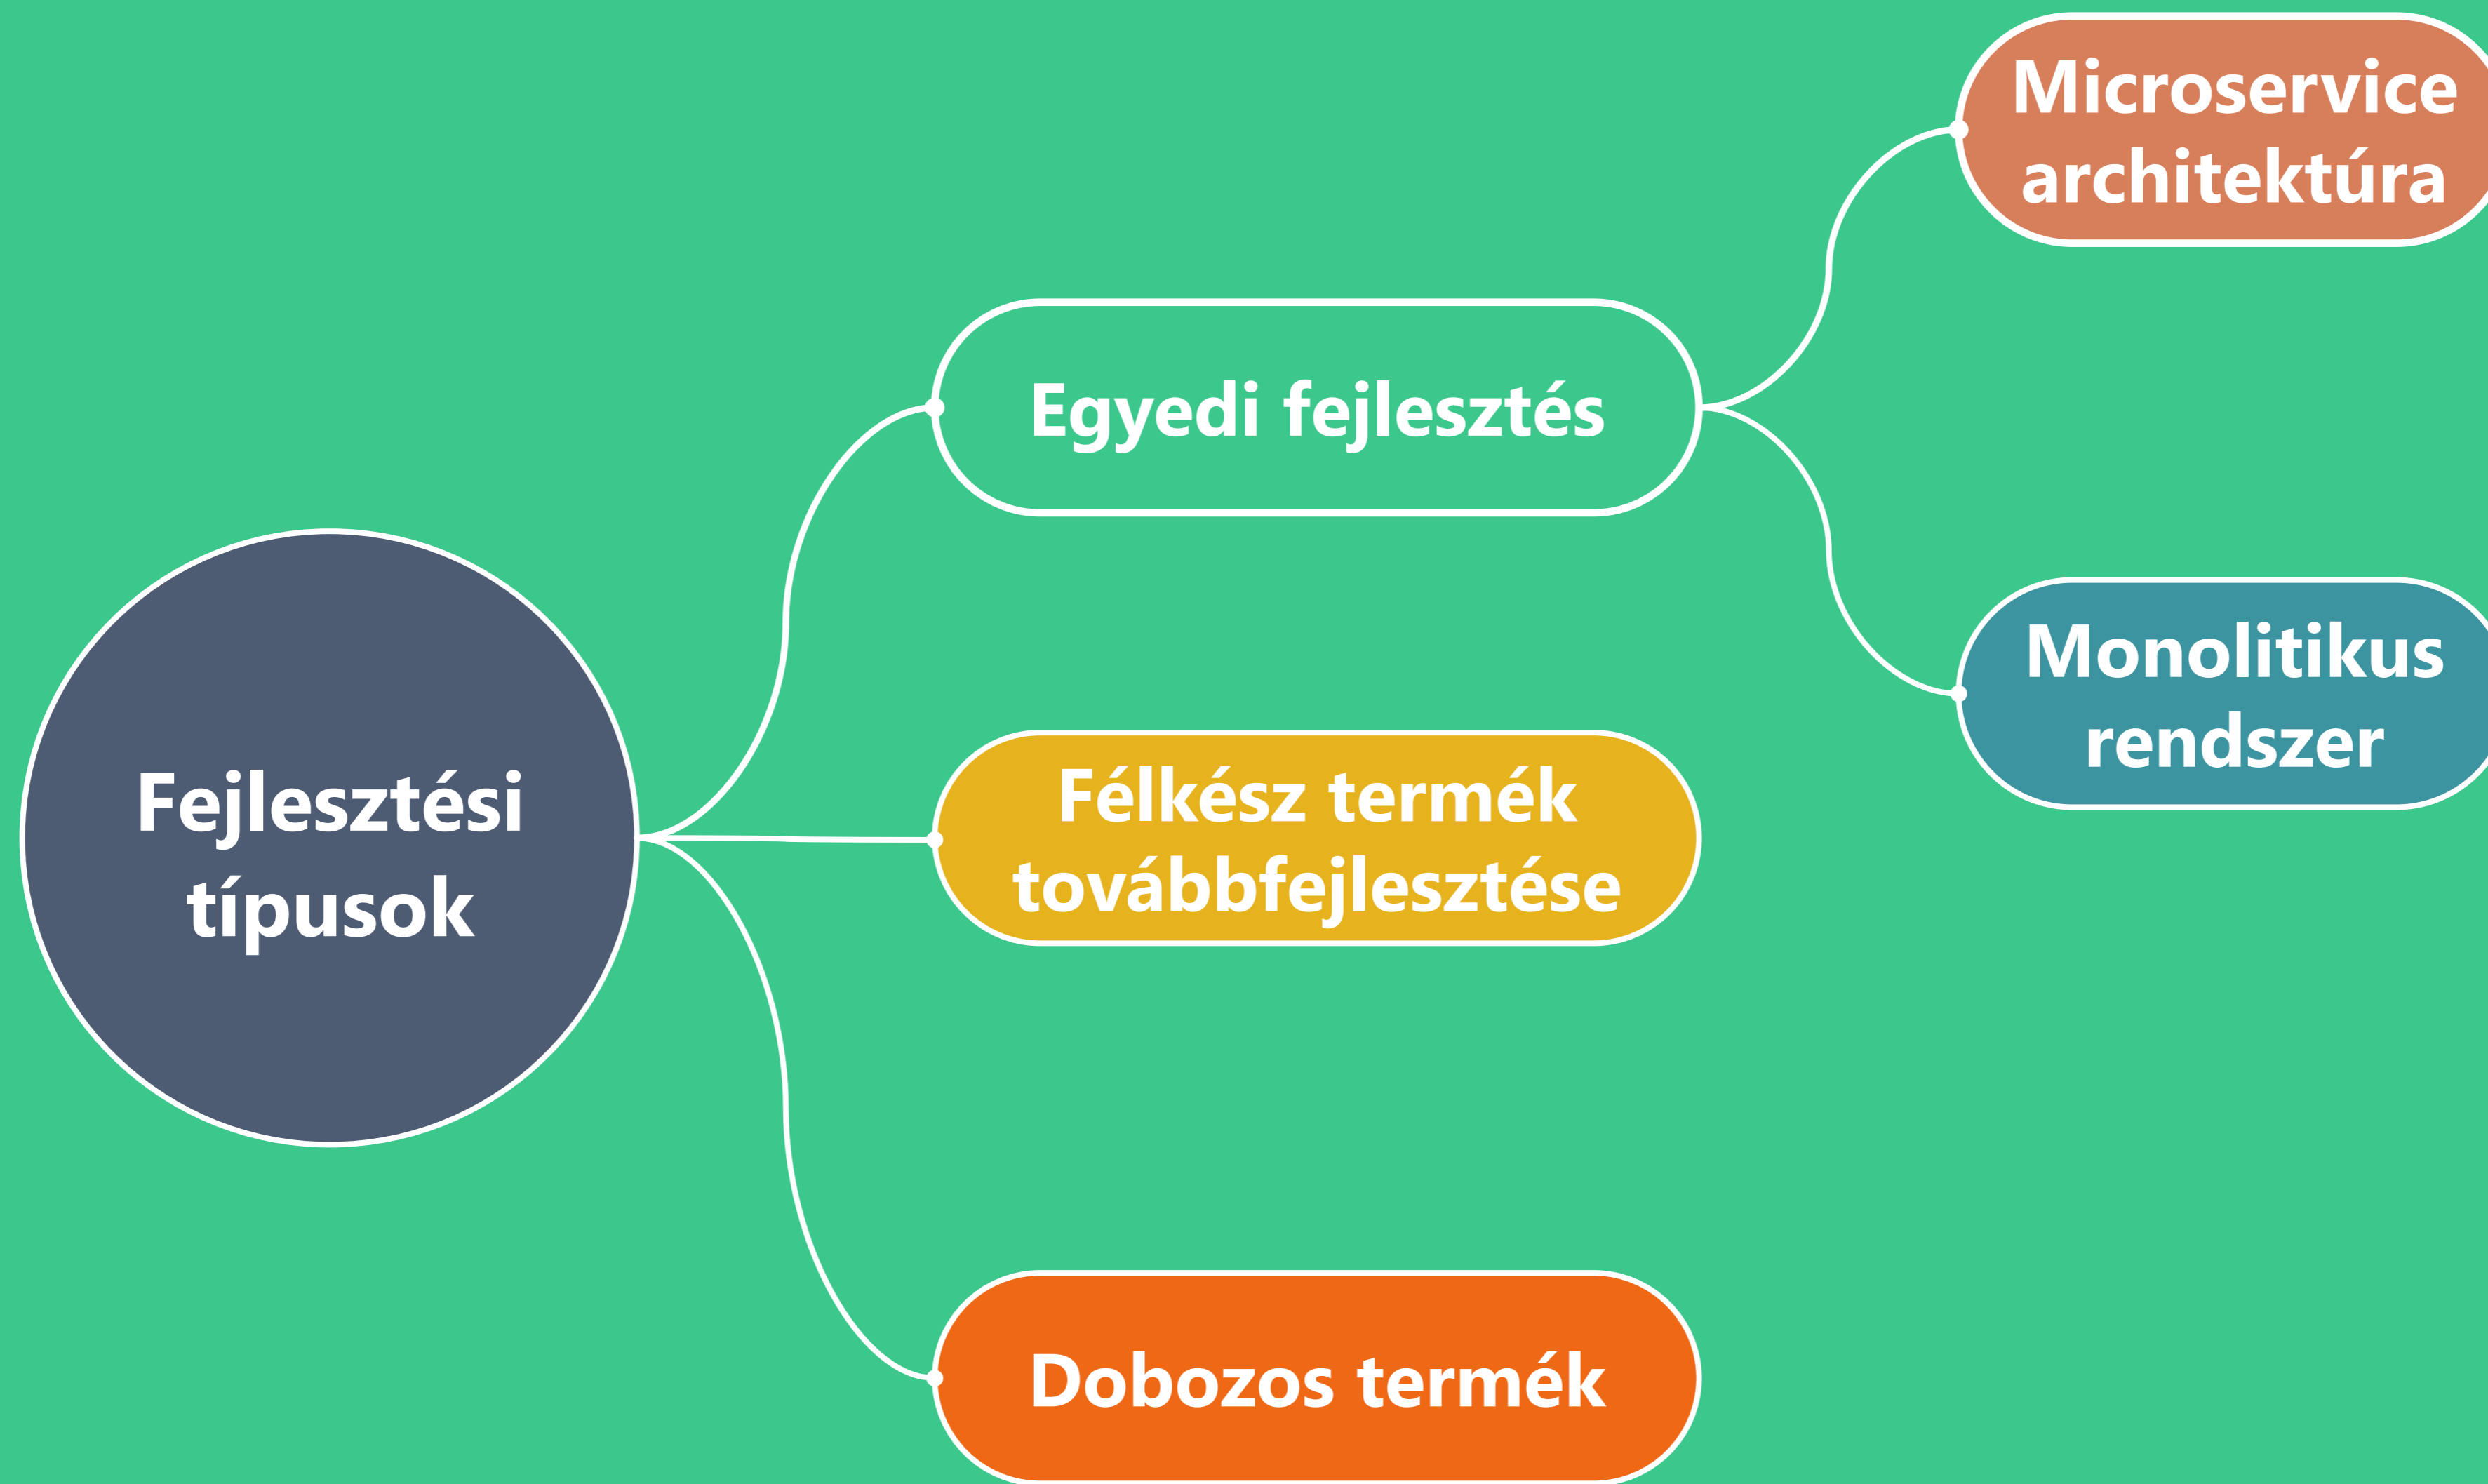 Fejlesztési
típusok
Egyedi fejlesztés
Microservice
architektúra
Monolitikus
rendszer
Félkész termék
továbbfejlesztése
Dobozos termék